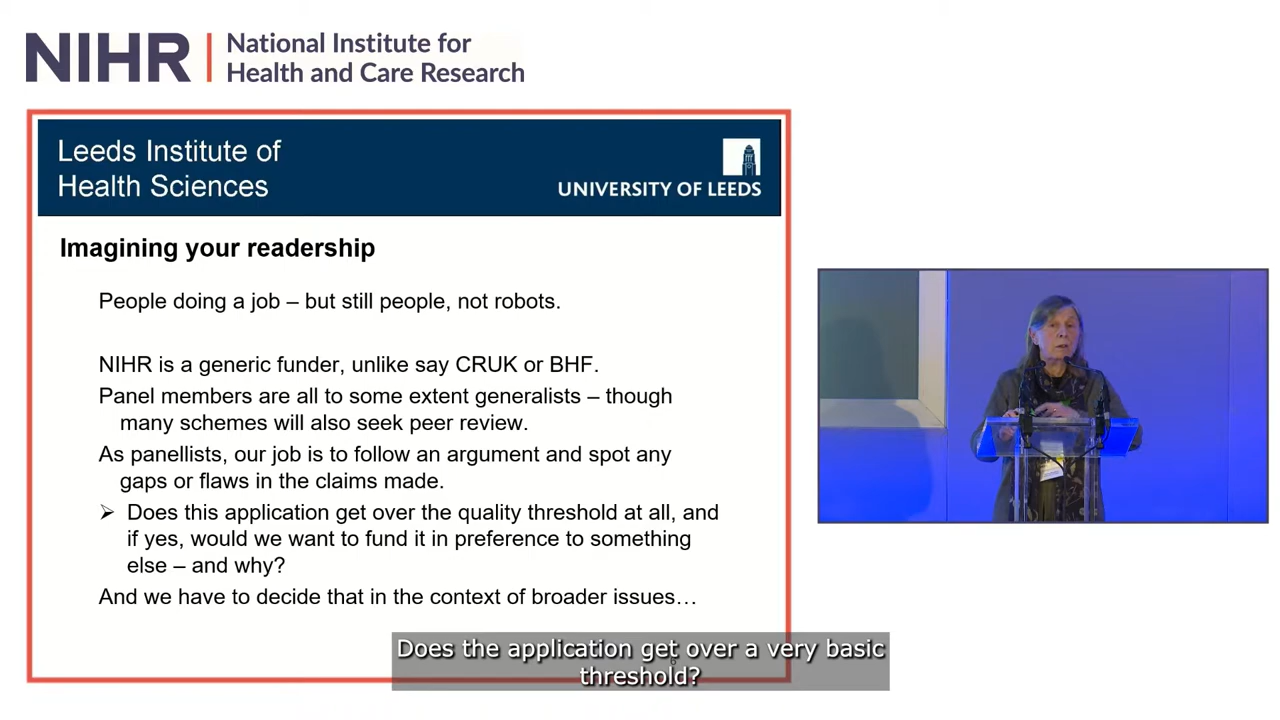 NIHR | National Institute for
Health and Care Research
Leeds Institute of
Health Sciences
UNIVERSITY OF LEEDS
Imagining your readership
People doing a job – but still people, not robots.
NIHR is a generic funder, unlike say CRUK or BHF.
Panel members are all to some extent generalists – though
many schemes will also seek peer review.
As panellists, our job is to follow an argument and spot any
gaps or flaws in the claims made.
➢ Does this application get over the quality threshold at all, and
if yes, would we want to fund it in preference to something
else – and why?
And we have to decide that in the context of broader issues…
Does the application get over a very basic
threshold?